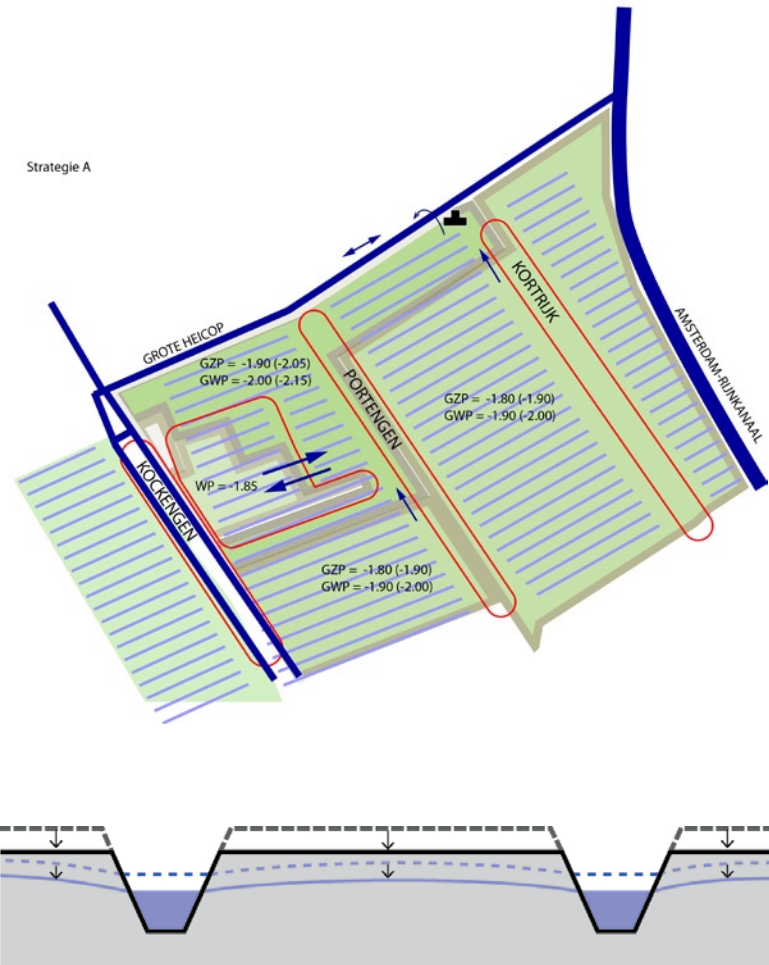 Strategie A
GROTE HEICOP
KORTRIJK
AMSTERDAM-RIJNKANAAL
GZP = -1.90 (-2.05)
GWP = -2.00 (-2.15)
PORTENGEN
GZP = -1.80 (-1.90)
GWP = -1.90 (-2.00)
KOCKENGEN
WP = -1.85
GZP = -1.80 (-1.90)
GWP = -1.90 (-2.00)